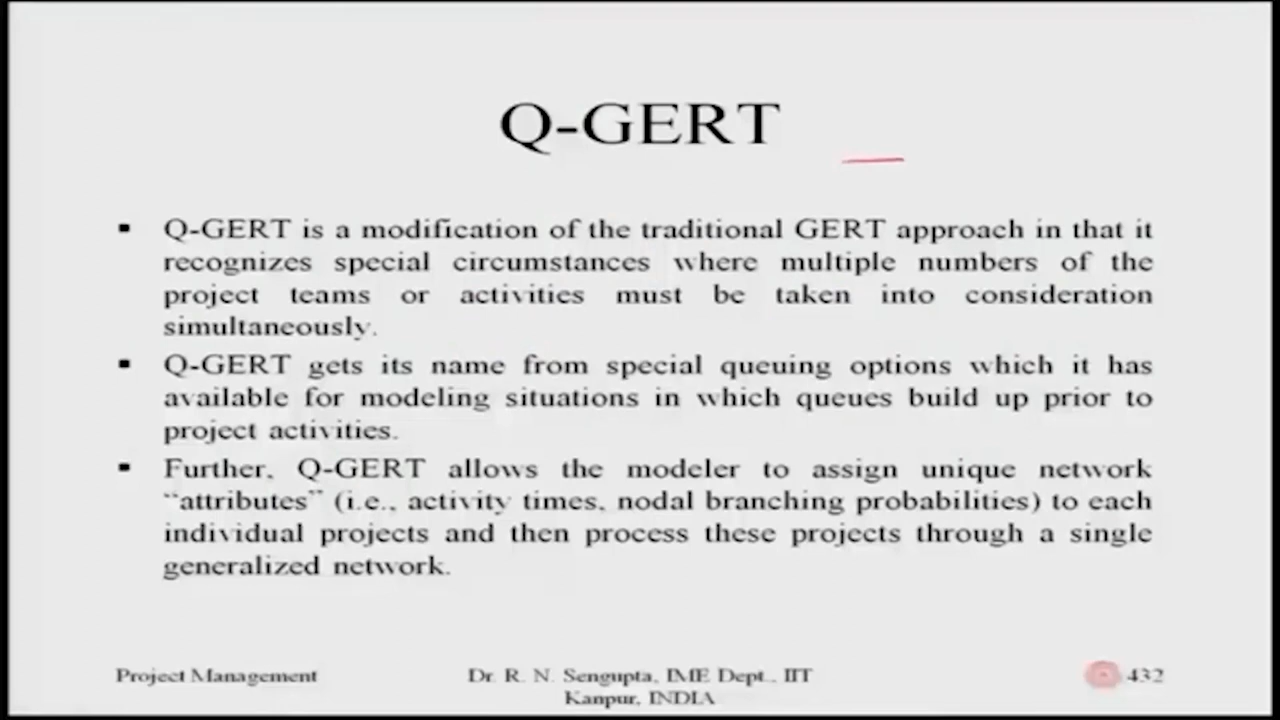 Q-GERT
▪ Q-GERT is a modification of the traditional GERT approach in that it
recognizes special circumstances where multiple numbers of the
project teams or activities must be taken into consideration
simultaneously.
▪ Q-GERT gets its name from special queuing options which it has
available for modeling situations in which queues build up prior to
project activities.
▪ Further, Q-GERT allows the modeler to assign unique network
“attributes” (i.e., activity times, nodal branching probabilities) to each
individual projects and then process these projects through a single
generalized network.
Project Management
Dr. R. N. Sengupta, IME Dept., IIT
Kanpur, INDIA
432